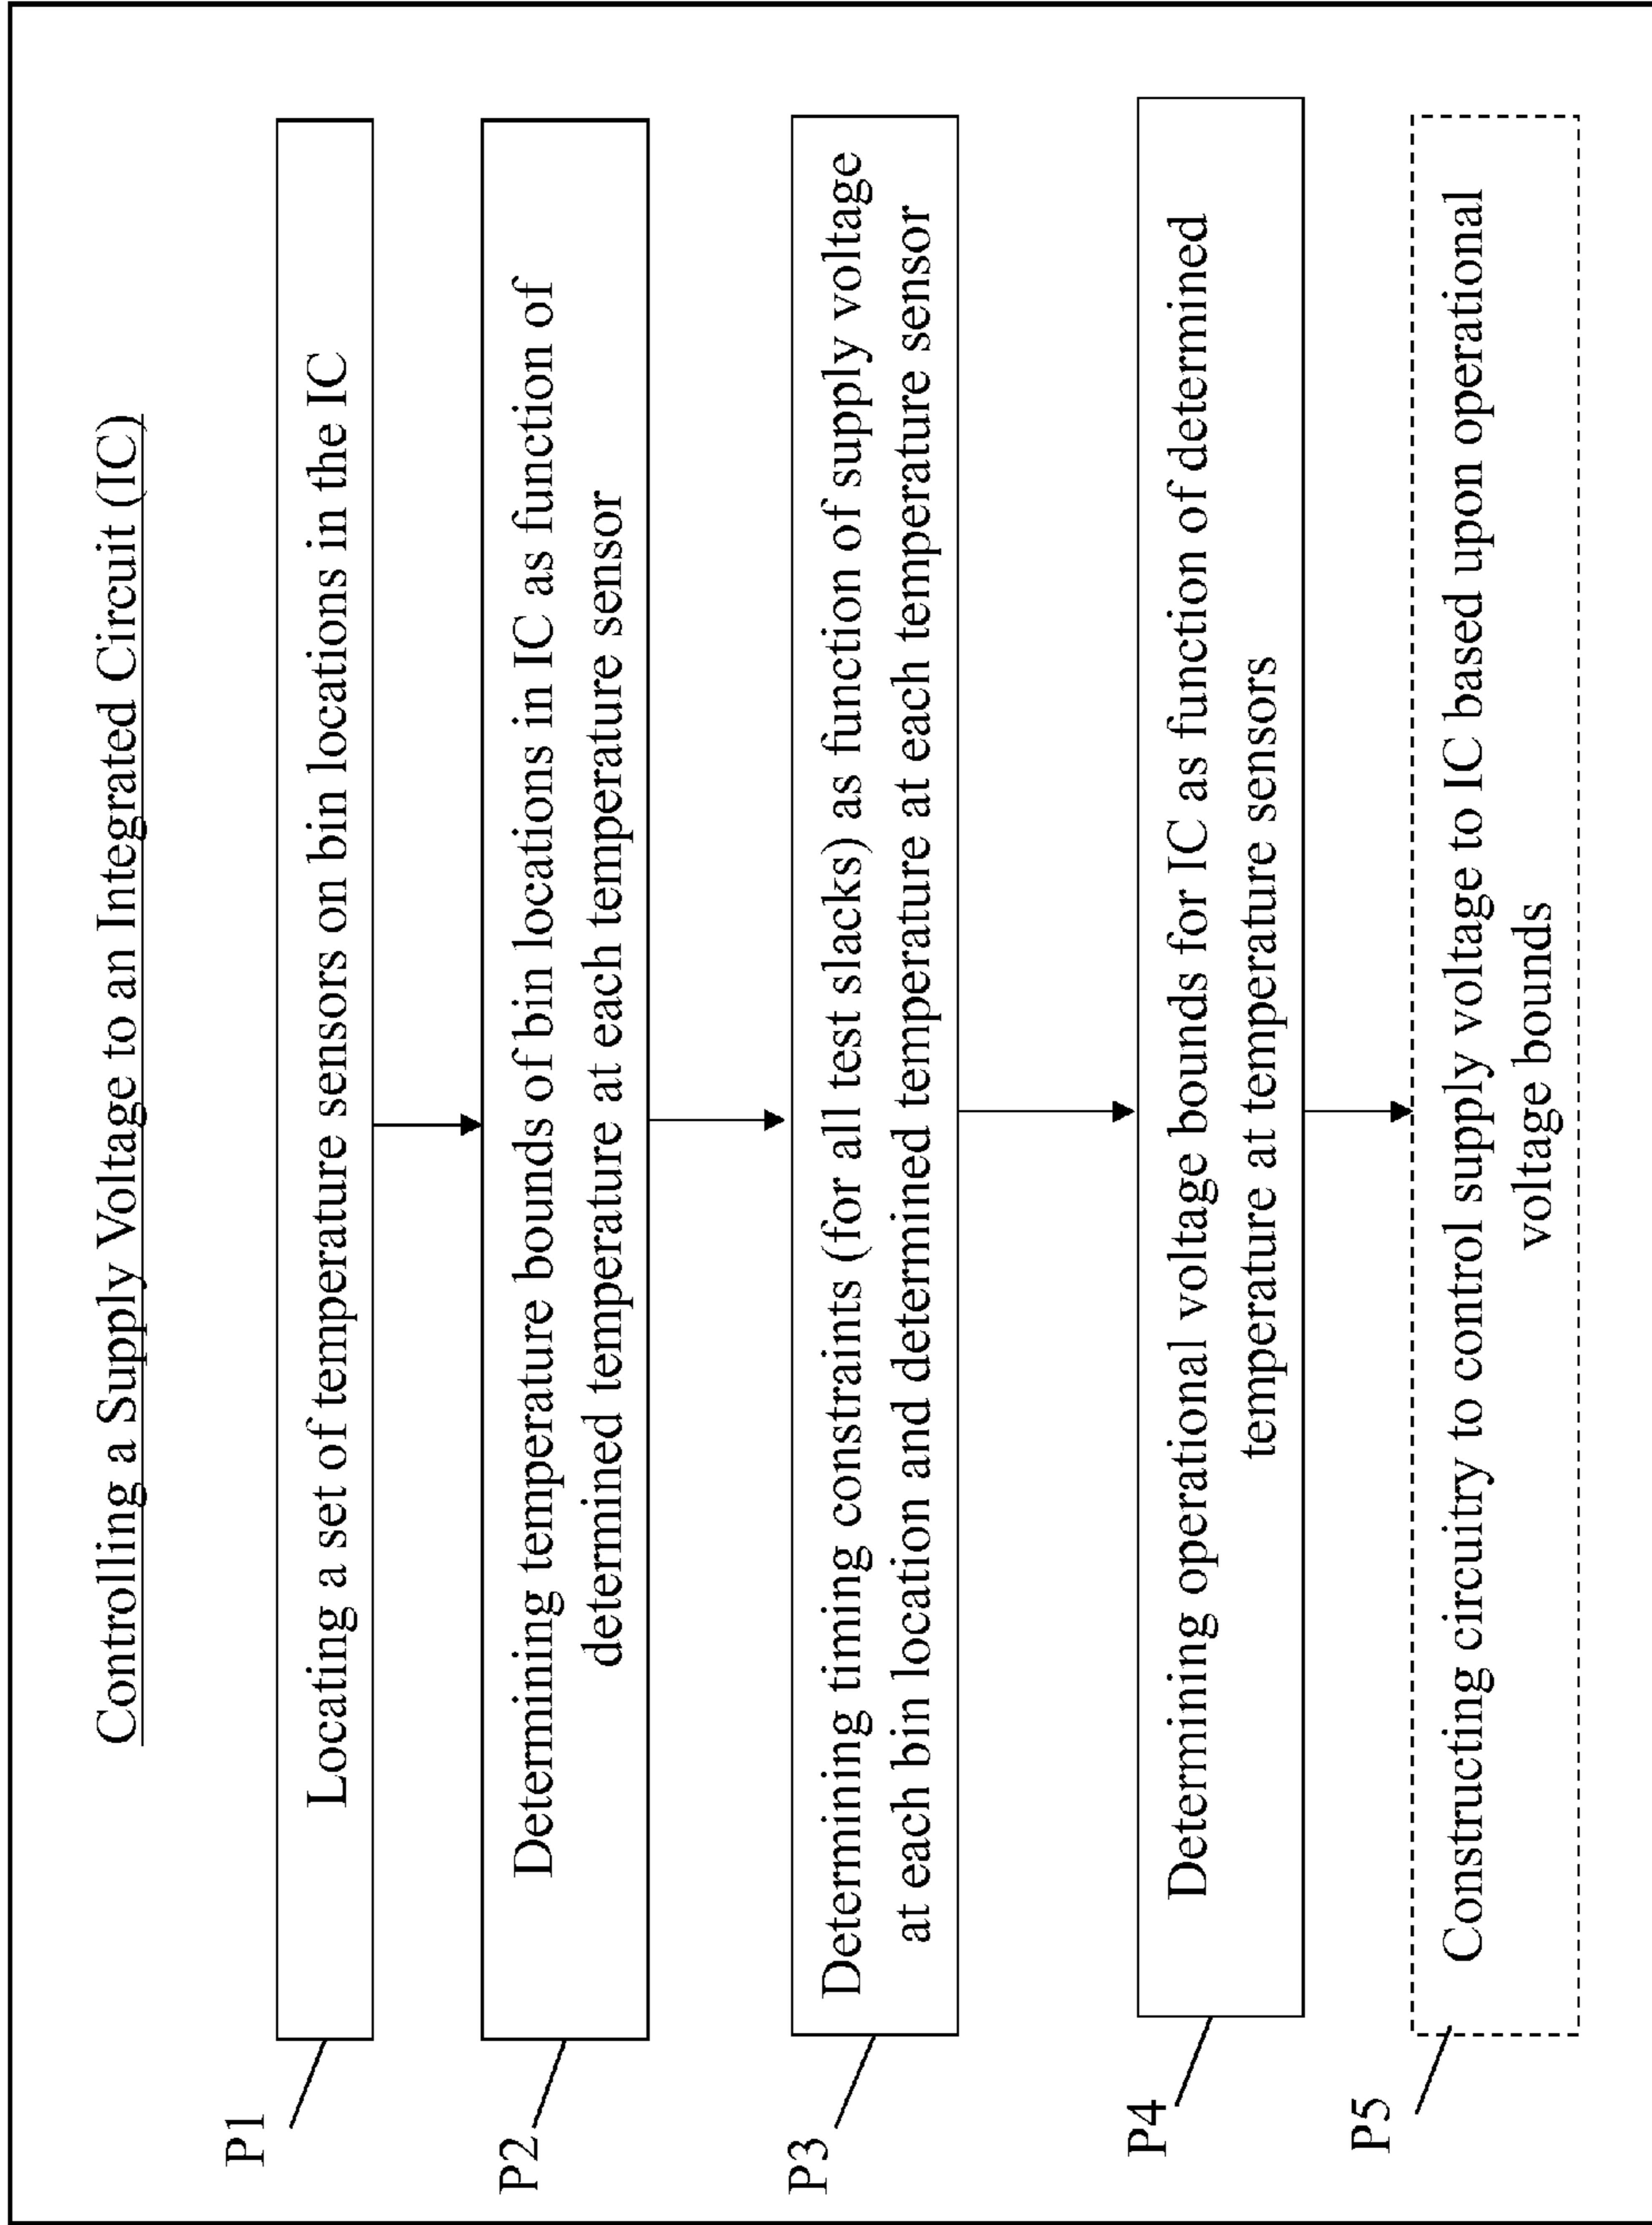 Controlling a Supply Voltage to an Integrated Circuit (IC)
P1
Locating a set of temperature sensors on bin locations in the IC
P2
Determining temperature bounds of bin locations in IC as function of
determined temperature at each temperature sensor
P3
Determining timing constraints (for all test slacks) as function of supply voltage
at each bin location and determined temperature at each temperature sensor
P4
Determining operational voltage bounds for IC as function of determined
temperature at temperature sensors
P5
Constructing circuitry to control supply voltage to IC based upon operational
voltage bounds